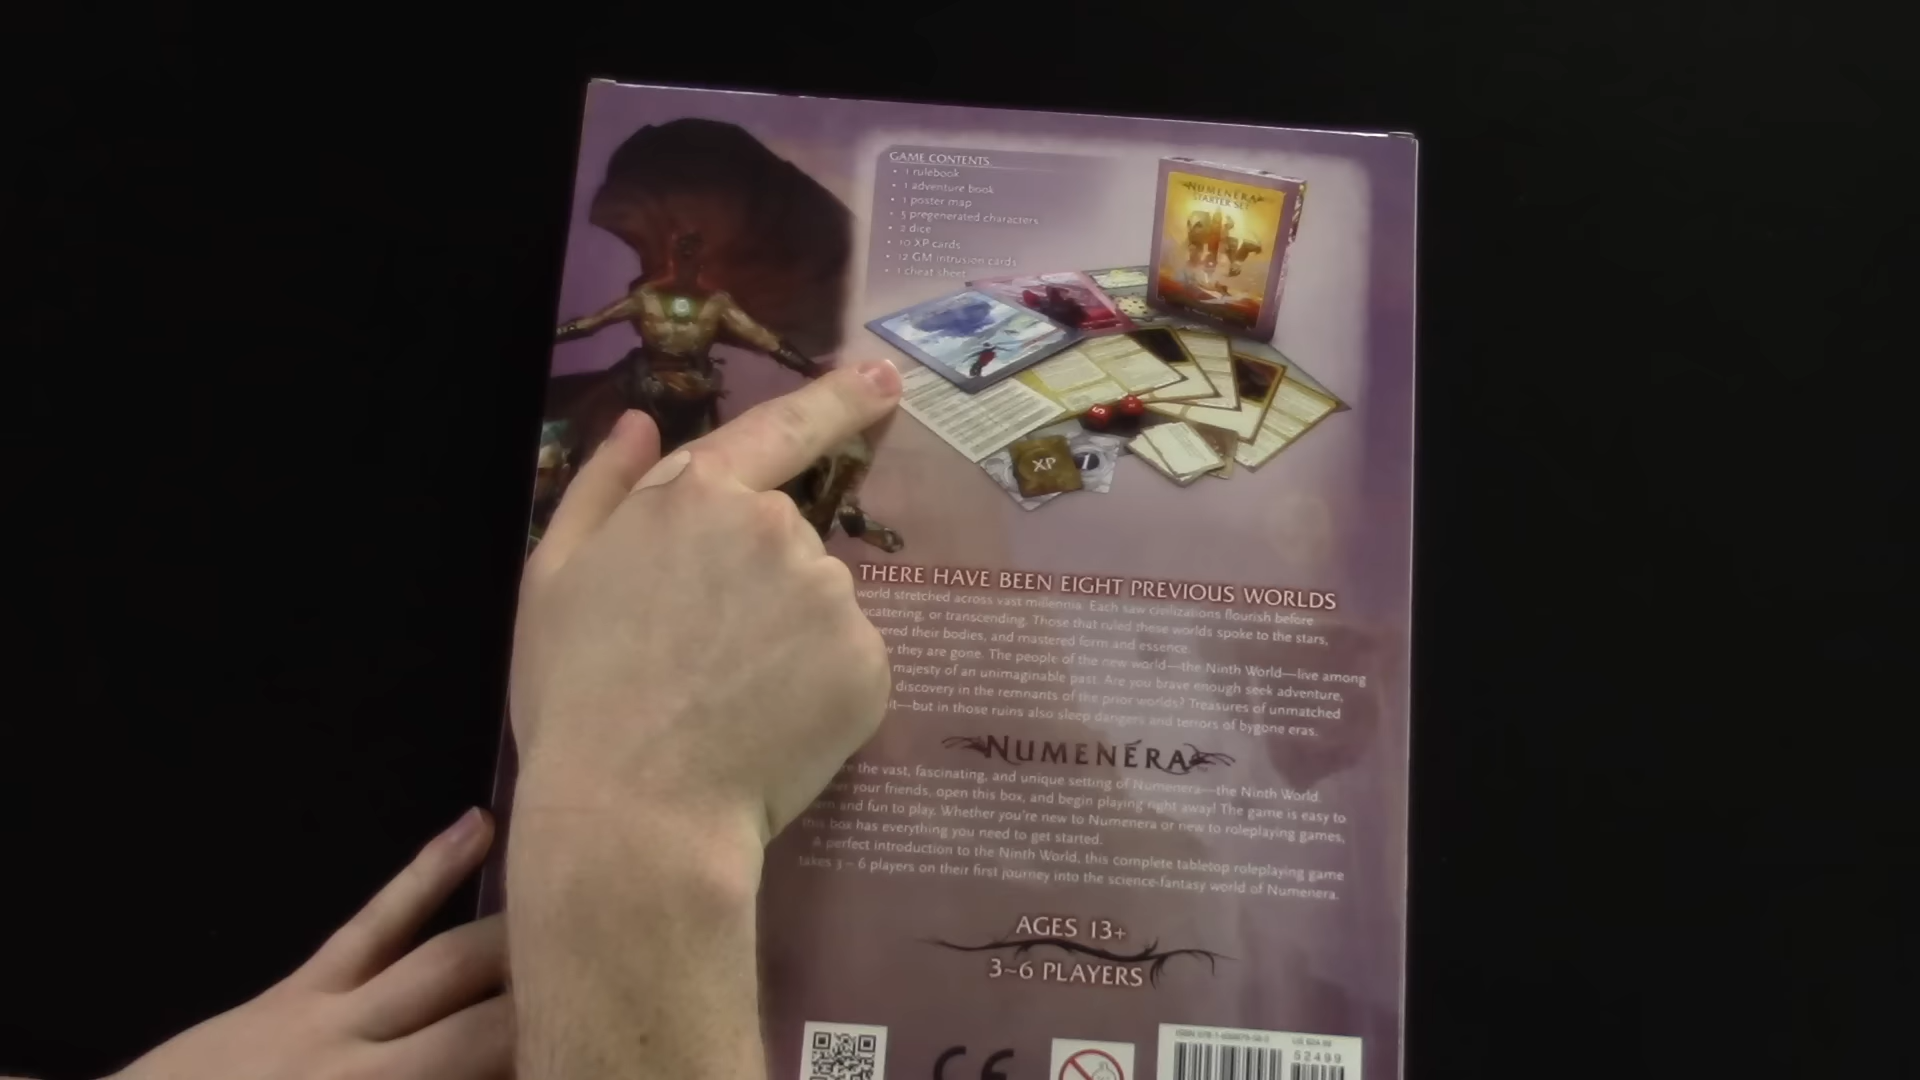 GAME CONTENTS
• 1 rulebook
• 1 adventure book
• 1 poster map
• 5 pregenerated characters
• 2 dice
• 10 XP cards
• 12 GM intrusion cards
• 1 cheat sheet
NUMENERA
STARTER SET
5
XP
1
THERE HAVE BEEN EIGHT PREVIOUS WORLDS
world stretched across vast millennia. Each saw civilizations flourish before
scattering, or transcending. Those that ruled these worlds spoke to the stars,
ered their bodies, and mastered form and essence.
w they are gone. The people of the new world—the Ninth World—live among
majesty of an unimaginable past. Are you brave enough seek adventure,
discovery in the remnants of the prior worlds? Treasures of unmatched
it—but in those ruins also sleep dangers and terrors of bygone eras.
NUMENÉRA
the vast, fascinating, and unique setting of Numenera—the Ninth World.
your friends, open this box, and begin playing right away! The game is easy to
and fun to play. Whether you're new to Numenera or new to roleplaying games,
this box has everything you need to get started.
A perfect introduction to the Ninth World, this complete tabletop roleplaying game
takes 3–6 players on their first journey into the science-fantasy world of Numenera.
AGES 13+
3–6 PLAYERS
CE
52499